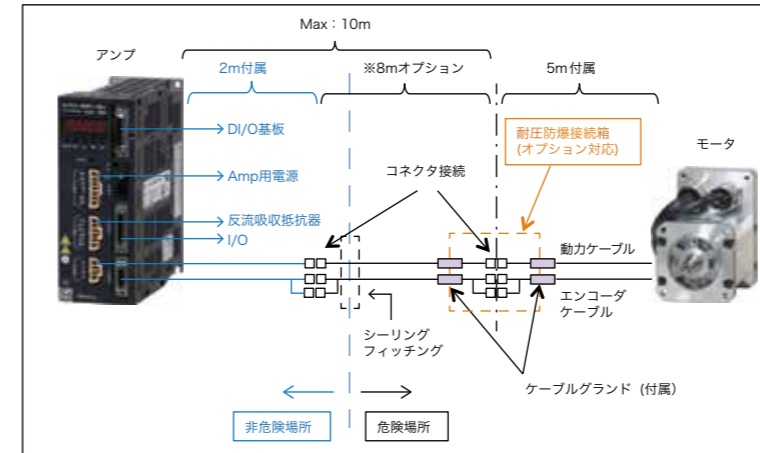 Max：10m
アンプ
2m付属
※8mオプション
5m付属
DI/O基板
耐圧防爆接続箱
(オプション対応)
モータ
Amp用電源
コネクタ接続
反流吸収抵抗器
I/O
動力ケーブル
エンコーダ
ケーブル
シーリング
フィッチング
ケーブルグランド (付属）
非危険場所
危険場所